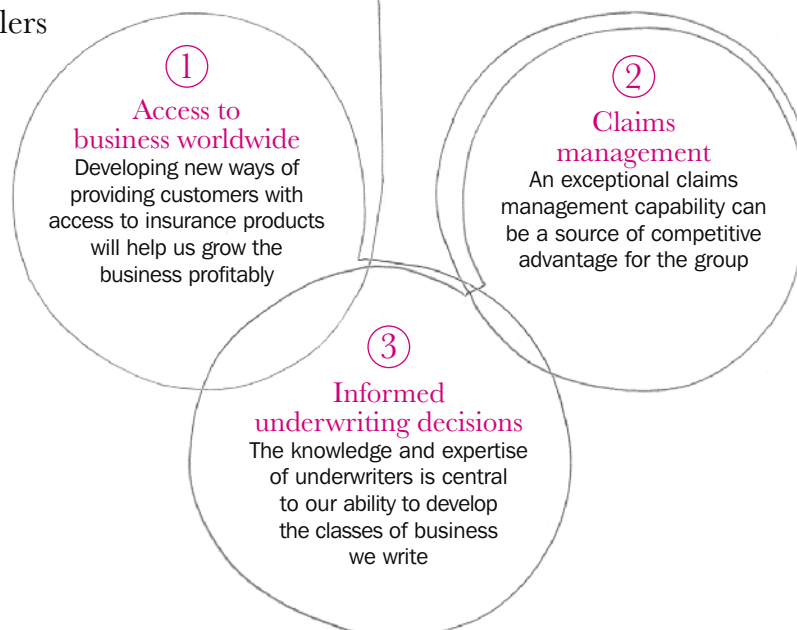 lers
1
Access to
business worldwide
Developing new ways of
providing customers with
access to insurance products
will help us grow the
business profitably
2
Claims
management
An exceptional claims
management capability can
be a source of competitive
advantage for the group
3
Informed
underwriting decisions
The knowledge and expertise
of underwriters is central
to our ability to develop
the classes of business
we write